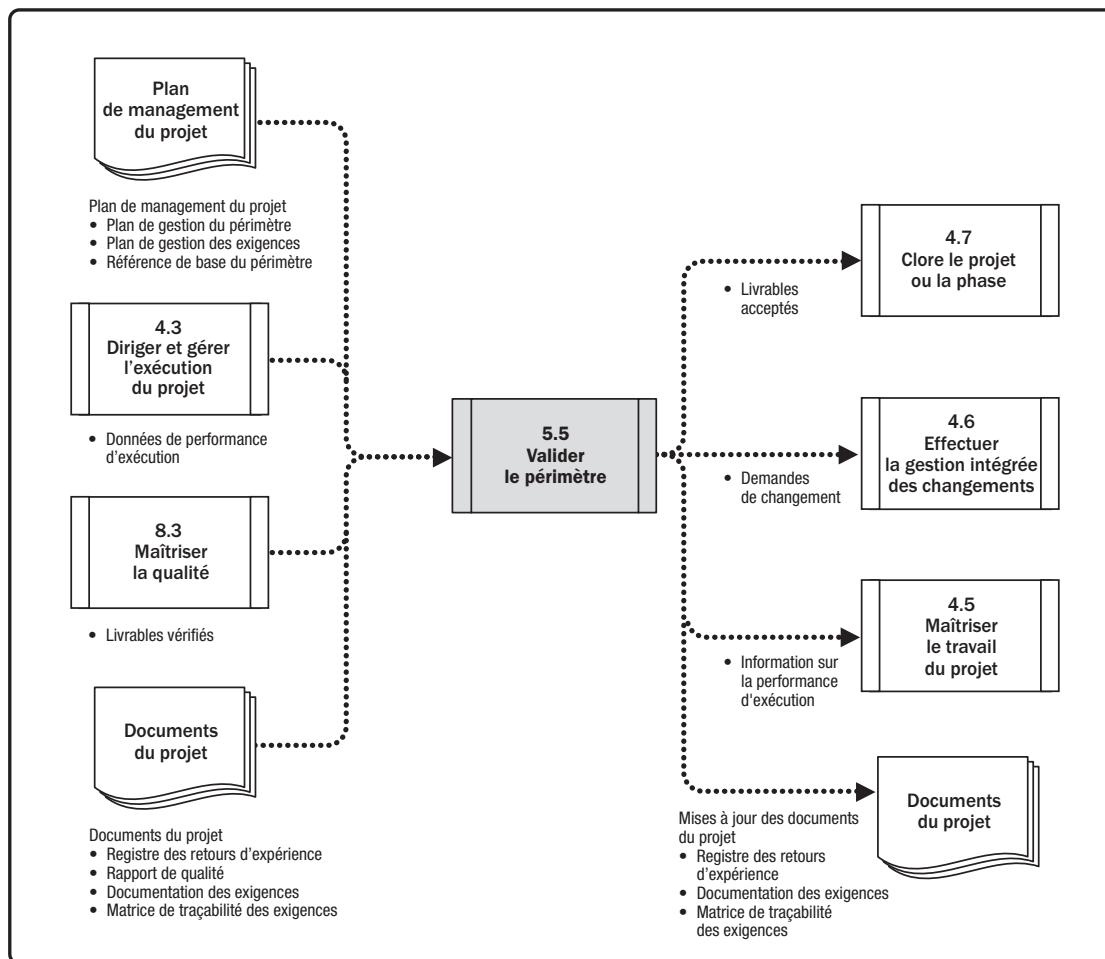 Plan
de management
du projet
Plan de management du projet
• Plan de gestion du périmètre
• Plan de gestion des exigences
• Référence de base du périmètre
4.3
Diriger et gérer
l’exécution
du projet
• Données de performance
d’exécution
8.3
Maîtriser
la qualité
• Livrables vérifiés
Documents
du projet
Documents du projet
• Registre des retours d’expérience
• Rapport de qualité
• Documentation des exigences
• Matrice de traçabilité des exigences
5.5
Valider
le périmètre
4.7
Clore le projet
ou la phase
• Livrables
acceptés
4.6
Effectuer
la gestion intégrée
des changements
• Demandes
de changement
4.5
Maîtriser
le travail
du projet
• Information sur
la performance
d'exécution
Documents
du projet
Mises à jour des documents
du projet
• Registre des retours
d’expérience
• Documentation des exigences
• Matrice de traçabilité
des exigences